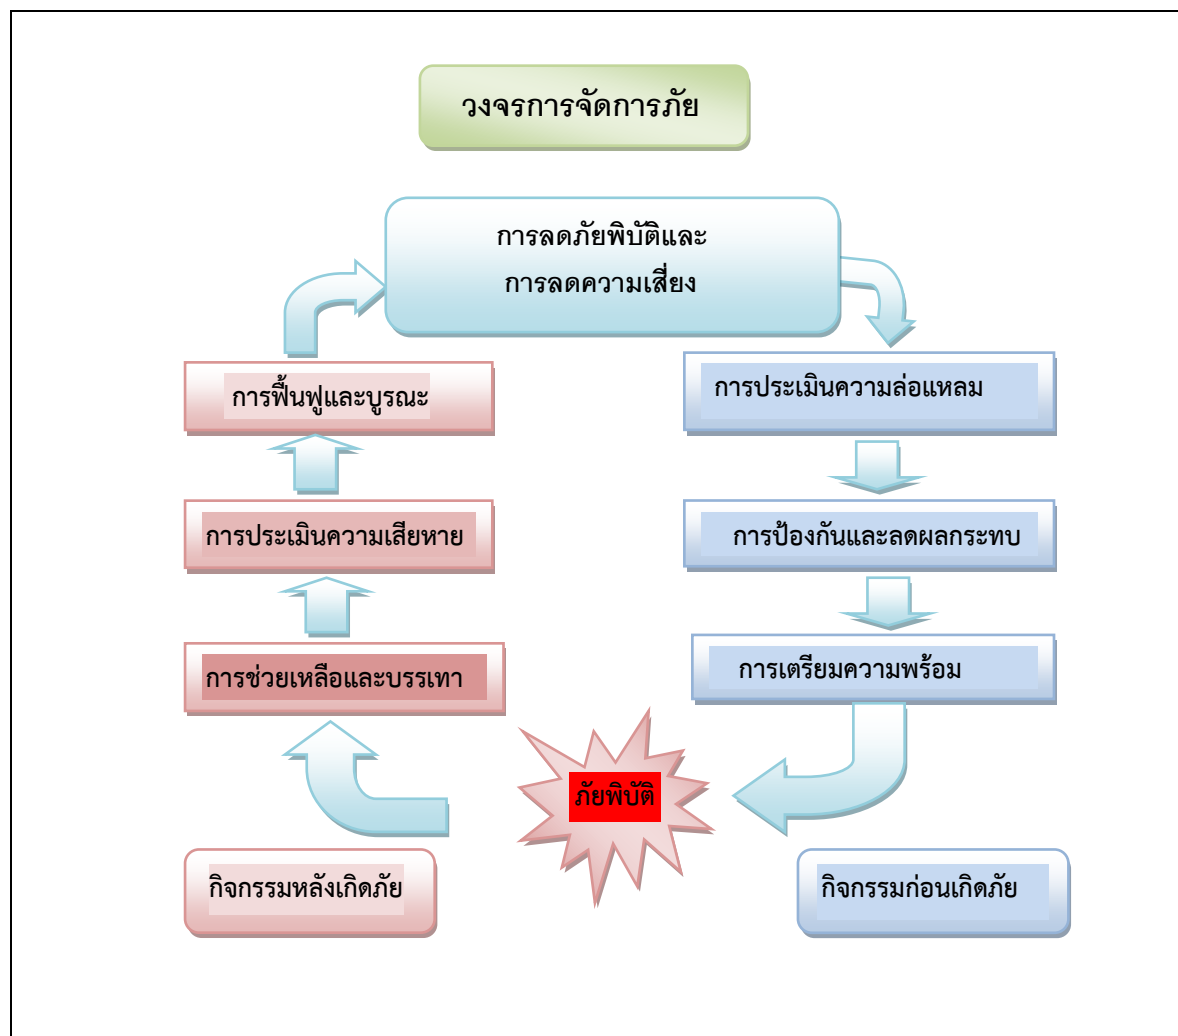 วงจรการจัดการภัย
การลดภัยพิบัติและ
การลดความเสี่ยง
การฟื้นฟูและบูรณะ
การประเมินความล่อแหลม
การประเมินความเสียหาย
การป้องกันและลดผลกระทบ
การช่วยเหลือและบรรเทา
การเตรียมความพร้อม
ภัยพิบัติ
กิจกรรมหลังเกิดภัย
กิจกรรมก่อนเกิดภัย